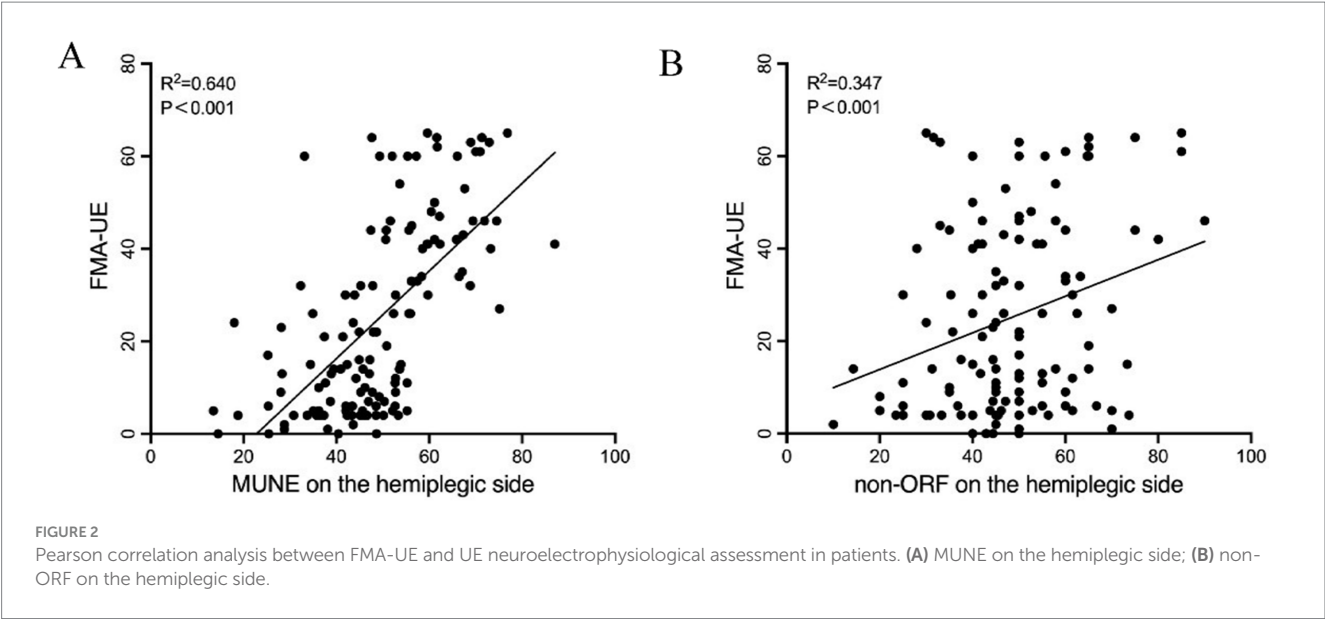 A
R²=0.640
P<0.001
FMA-UE
80
60
40
20
0
0 20 40 60 80 100
MUNE on the hemiplegic side
B
R²=0.347
P<0.001
FMA-UE
80
60
40
20
0
0 20 40 60 80 100
non-ORF on the hemiplegic side
FIGURE 2
Pearson correlation analysis between FMA-UE and UE neuroelectrophysiological assessment in patients. (A) MUNE on the hemiplegic side; (B) non-
ORF on the hemiplegic side.